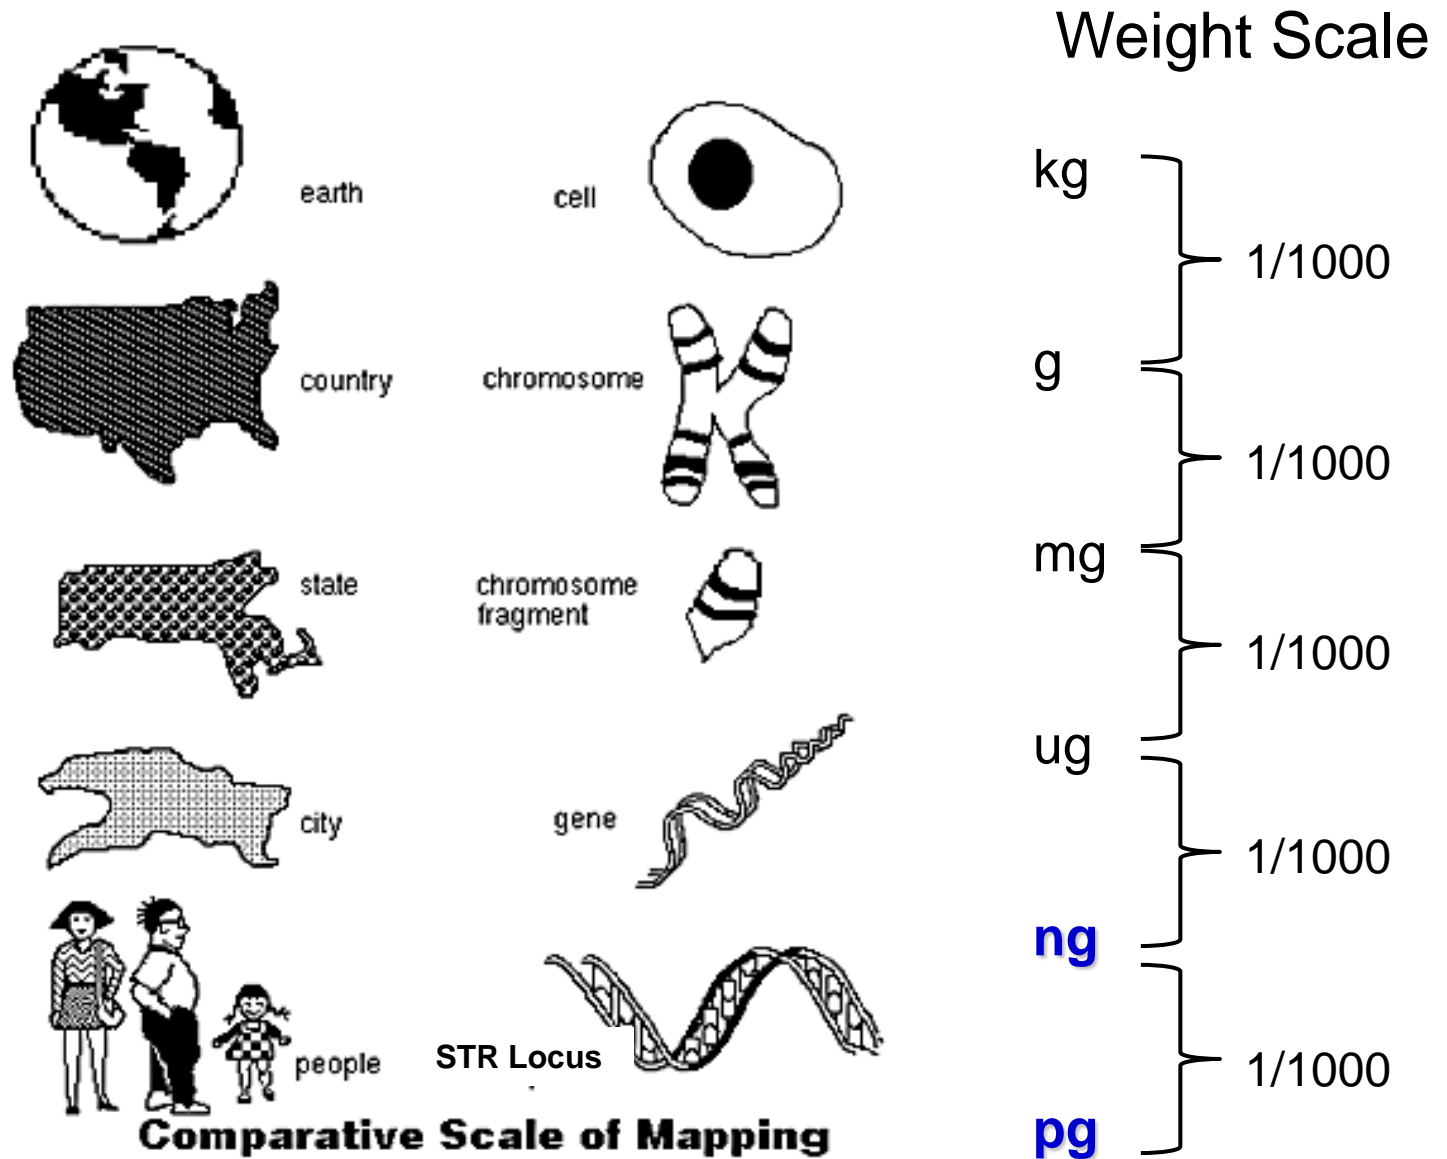 Weight Scale
earth
cell
country
chromosome
state
chromosome
fragment
city
gene
people
STR Locus
Comparative Scale of Mapping
kg
1/1000
g
1/1000
mg
1/1000
ug
1/1000
ng
1/1000
pg